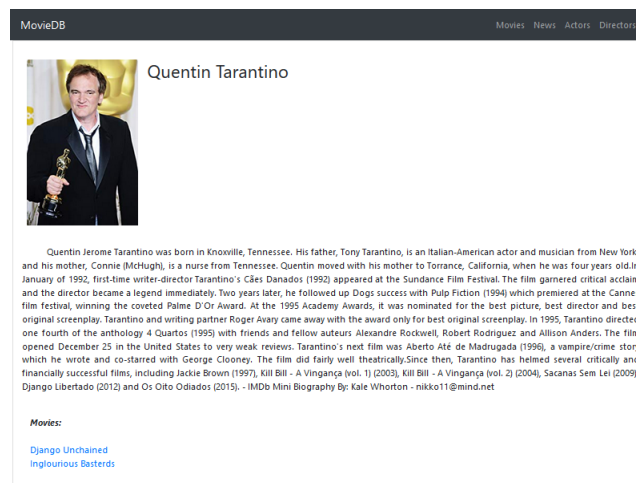 MovieDB Movies News Actors Directors
Quentin Tarantino
Quentin Jerome Tarantino was born in Knoxville, Tennessee. His father, Tony Tarantino, is an Italian-American actor and musician from New York
and his mother, Connie (McHugh), is a nurse from Tennessee. Quentin moved with his mother to Torrance, California, when he was four years old.In
January of 1992, first-time writer-director Tarantino's Cães Danados (1992) appeared at the Sundance Film Festival. The film garnered critical acclaim
and the director became a legend immediately. Two years later, he followed up Dogs success with Pulp Fiction (1994) which premiered at the Canne
film festival, winning the coveted Palme D'Or Award. At the 1995 Academy Awards, it was nominated for the best picture, best director and bes
original screenplay. Tarantino and writing partner Roger Avary came away with the award only for best original screenplay. In 1995, Tarantino directed
one fourth of the anthology 4 Quartos (1995) with friends and fellow auteurs Alexandre Rockwell, Robert Rodriguez and Allison Anders. The film
opened December 25 in the United States to very weak reviews. Tarantino's next film was Aberto Até de Madrugada (1996), a vampire/crime story
which he wrote and co-starred with George Clooney. The film did fairly well theatrically.Since then, Tarantino has helmed several critically and
financially successful films, including Jackie Brown (1997), Kill Bill - A Vingança (vol. 1) (2003), Kill Bill - A Vingança (vol. 2) (2004), Sacanas Sem Lei (2009)
Django Libertado (2012) and Os Oito Odiados (2015). - IMDb Mini Biography By: Kale Whorton - nikko11@mind.net
Movies:
Django Unchained
Inglourious Basterds